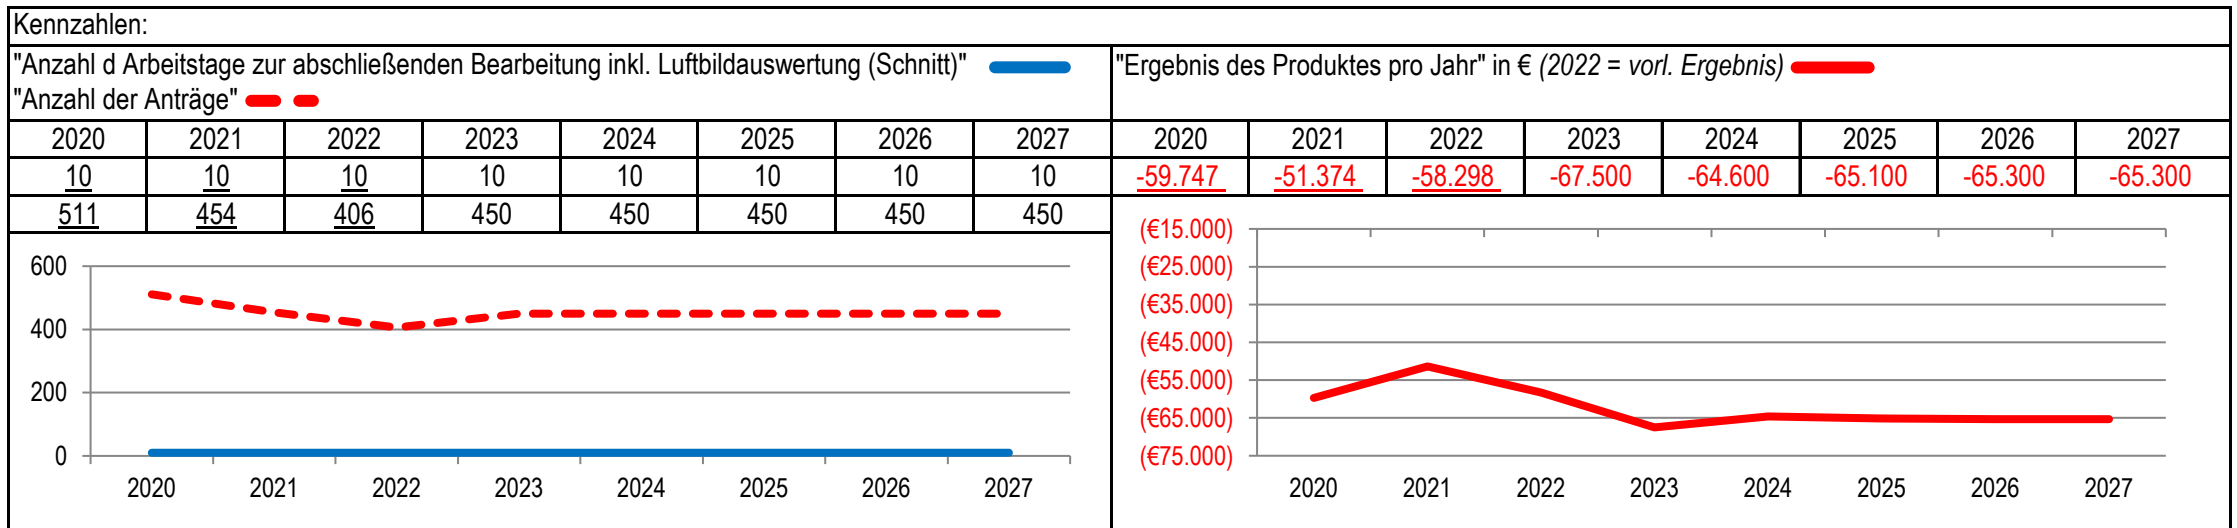 Kennzahlen:
"Anzahl d Arbeitstage zur abschließenden Bearbeitung inkl. Luftbildauswertung (Schnitt)"
"Anzahl der Anträge"
2020 2021 2022 2023 2024 2025 2026 2027
10 10 10 10 10 10 10 10
511 454 406 450 450 450 450 450
600
400
200
0
2020 2021 2022 2023 2024 2025 2026 2027
"Ergebnis des Produktes pro Jahr" in € (2022 = vorl. Ergebnis)
2020 2021 2022 2023 2024 2025 2026 2027
-59.747 -51.374 -58.298 -67.500 -64.600 -65.100 -65.300 -65.300
(€15.000)
(€25.000)
(€35.000)
(€45.000)
(€55.000)
(€65.000)
(€75.000)
2020 2021 2022 2023 2024 2025 2026 2027